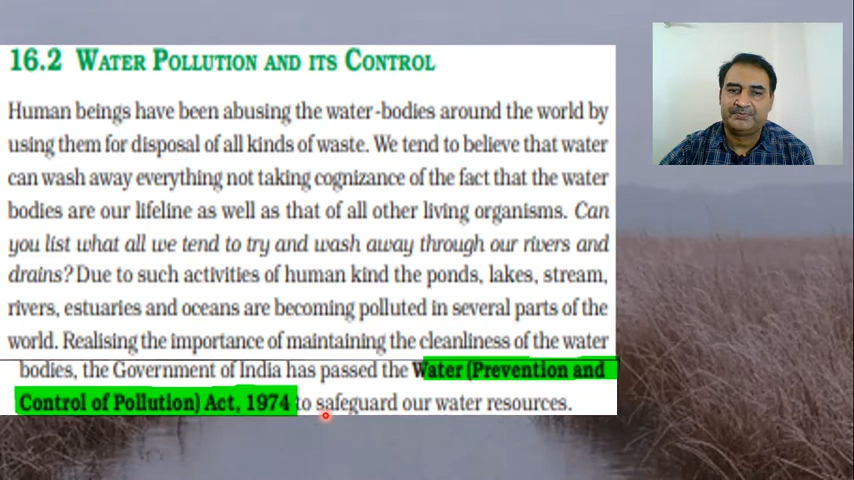 16.2 WATER POLLUTION AND ITS CONTROL
Human beings have been abusing the water-bodies around the world by
using them for disposal of all kinds of waste. We tend to believe that water
can wash away everything not taking cognizance of the fact that the water
bodies are our lifeline as well as that of all other living organisms. Can
you list what all we tend to try and wash away through our rivers and
drains? Due to such activities of human kind the ponds, lakes, stream,
rivers, estuaries and oceans are becoming polluted in several parts of the
world. Realising the importance of maintaining the cleanliness of the water
bodies, the Government of India has passed the Water (Prevention and
Control of Pollution) Act, 1974 to safeguard our water resources.